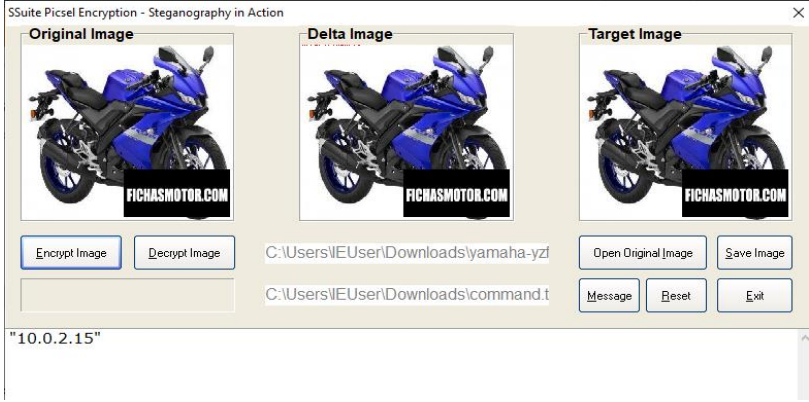 SSuite Picsel Encryption - Steganography in Action
Original Image
Delta Image
Target Image
FICHASMOTOR.COM
FICHASMOTOR.COM
FICHASMOTOR.COM
Encrypt Image
Decrypt Image
C:\Users\IEUser\Downloads\yamaha-yzf
Open Original Image
Save Image
C:\Users\IEUser\Downloads\command.t
Message
Reset
Exit
"10.0.2.15"